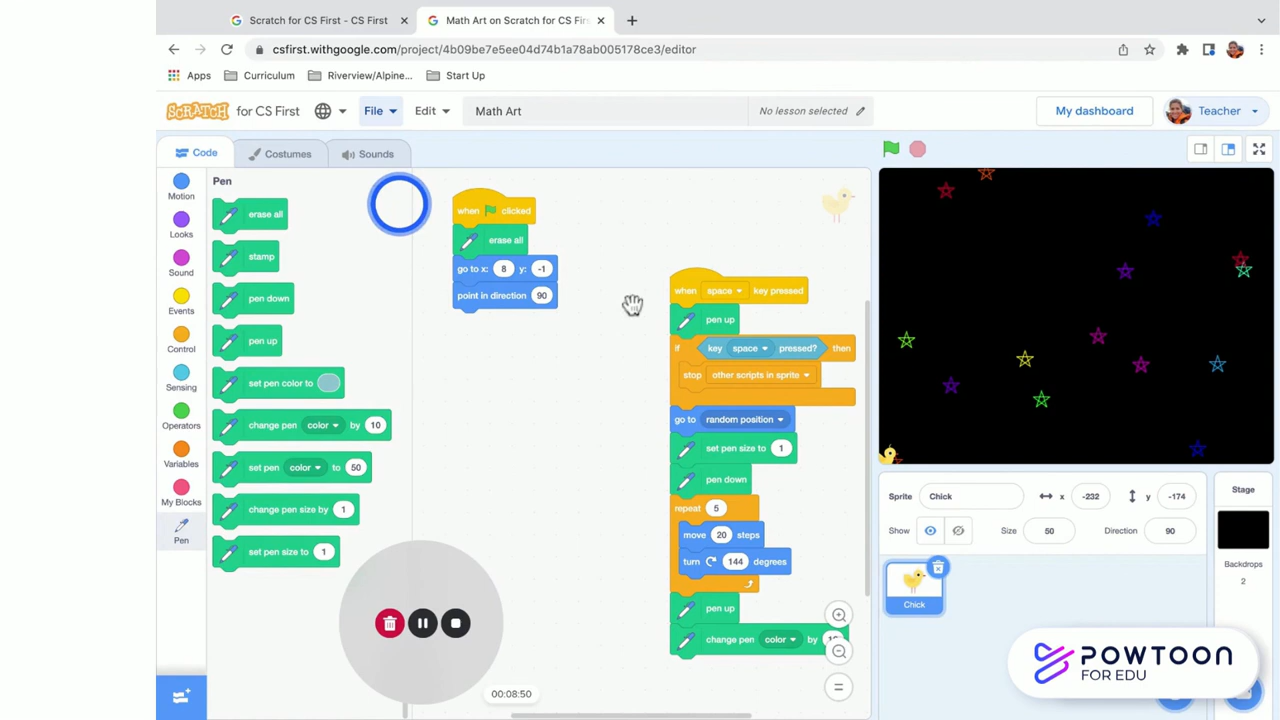 Scratch for CS First - CS First
Math Art on Scratch for CS Fir
csfirst.withgoogle.com/project/4b09be7e5ee04d74b1a78ab005178ce3/editor
Apps
Curriculum
Riverview/Alpine...
Start Up
SCRATCH for CS First
File
Edit
Math Art
No lesson selected
My dashboard
Teacher
Code
Costumes
Sounds
Motion
Looks
Sound
Events
Control
Sensing
Operators
Variables
My Blocks
Pen
Pen
erase all
stamp
pen down
pen up
set pen color to
change pen color by 10
set pen color to 50
change pen size by 1
set pen size to 1
when clicked
erase all
go to x: 8 y: -1
point in direction 90
when space key pressed
pen up
if key space pressed? then
stop other scripts in sprite
go to random position
set pen size to 1
pen down
repeat 5
move 20 steps
turn 144 degrees
pen up
change pen color by
00:08:50
Sprite Chick x -232 y -174
Show Size 50 Direction 90
Chick
Stage
Backdrops
2
POWTOON
FOR EDU